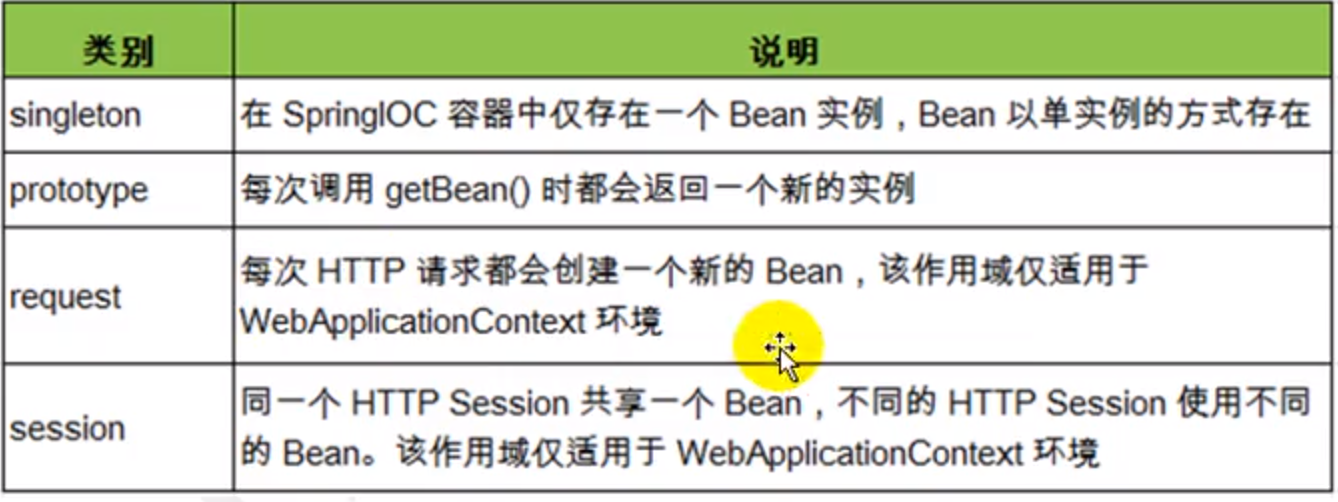 类别 说明
singleton 在 SpringIOC 容器中仅存在一个 Bean 实例，Bean 以单实例的方式存在
prototype 每次调用 getBean() 时都会返回一个新的实例
request 每次 HTTP 请求都会创建一个新的 Bean，该作用域仅适用于
WebApplicationContext 环境
session 同一个 HTTP Session 共享一个 Bean，不同的 HTTP Session 使用不同
的 Bean。该作用域仅适用于 WebApplicationContext 环境